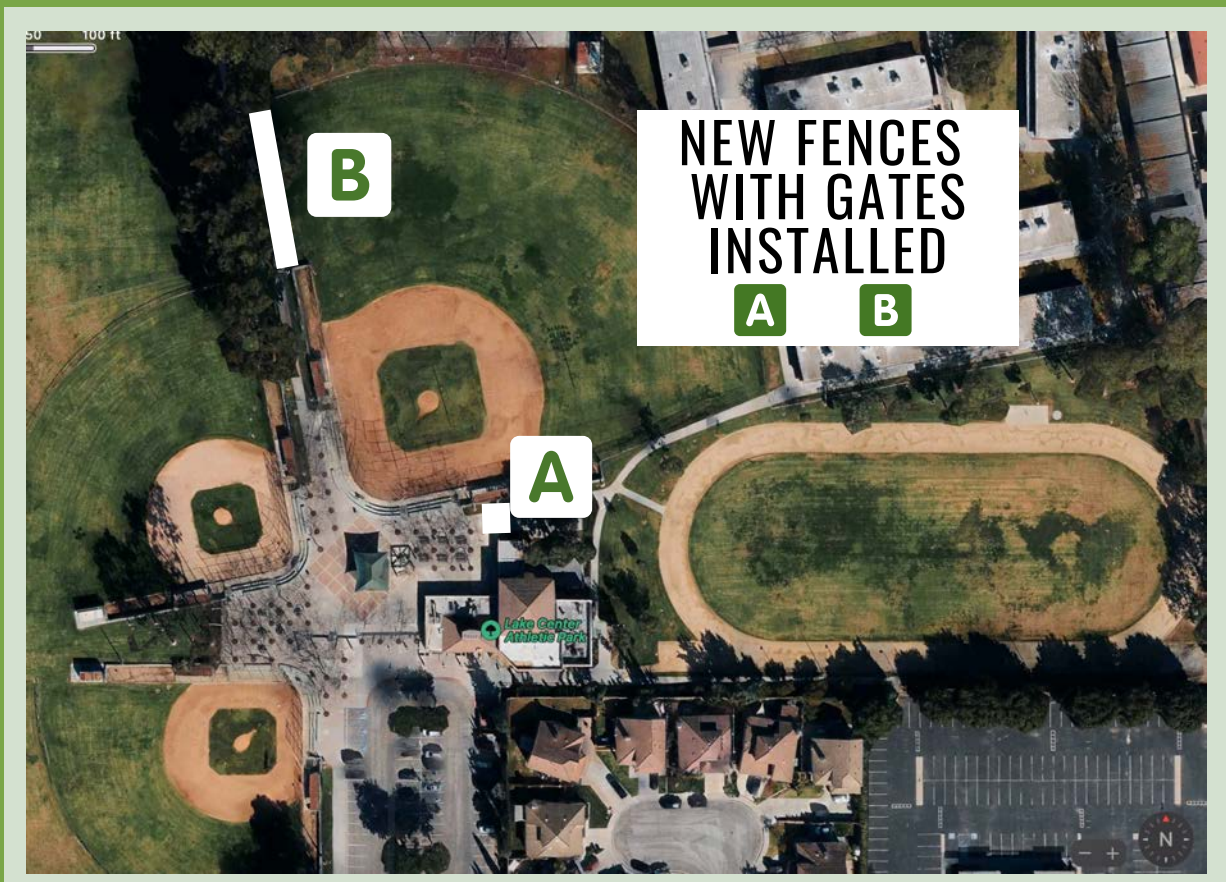 50 100 ft
B
NEW FENCES
WITH GATES
INSTALLED
A B
A
Lake Center
Athletic Park
N
- +